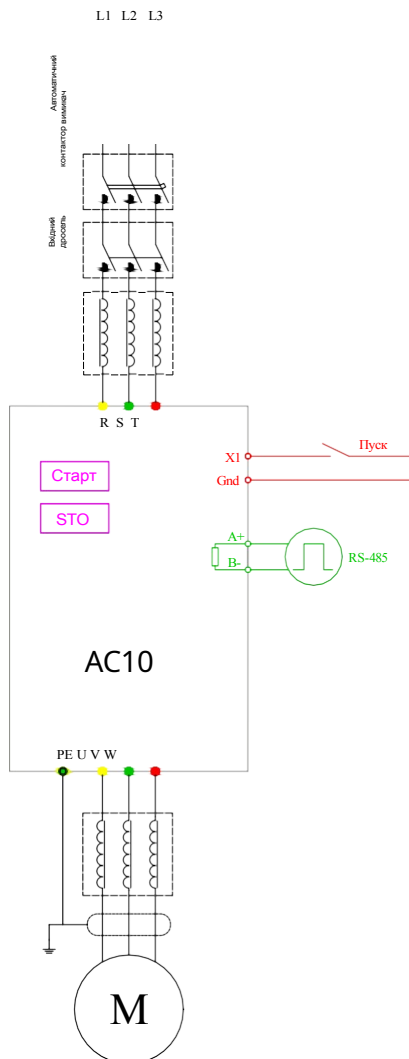 L1 L2 L3
Автоматичний
контактор вимикач
Вхідний
дросель
R S T
X1
Пуск
Gnd
Старт
STO
A+
B-
RS-485
AC10
PE U V W
M